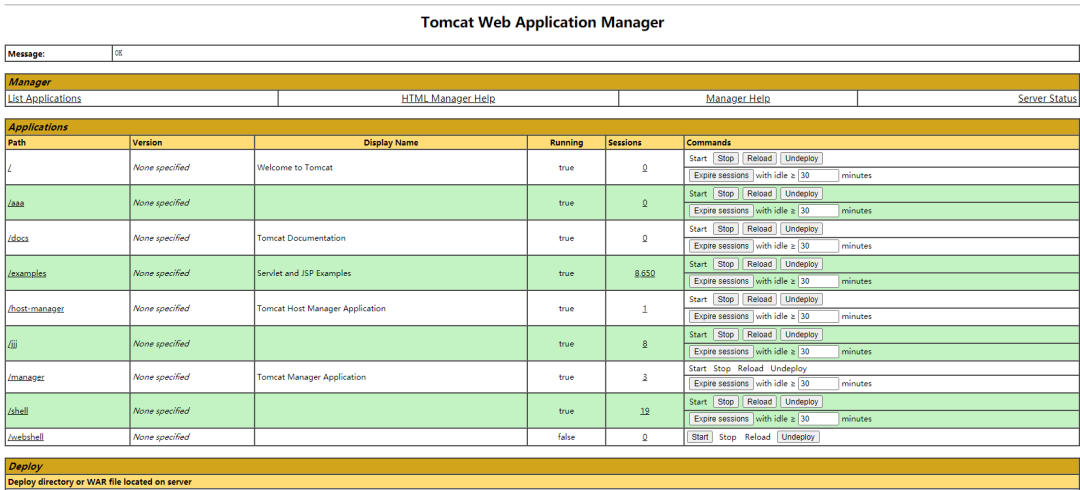 Tomcat Web Application Manager
Message: OK
Manager
List Applications HTML Manager Help Manager Help Server Status
Applications
Path Version Display Name Running Sessions Commands
/ None specified Welcome to Tomcat true 0 Start Stop Reload Undeploy
Expire sessions with idle ≥ 30 minutes
/aaa None specified true 0 Start Stop Reload Undeploy
Expire sessions with idle ≥ 30 minutes
/docs None specified Tomcat Documentation true 0 Start Stop Reload Undeploy
Expire sessions with idle ≥ 30 minutes
/examples None specified Servlet and JSP Examples true 8,650 Start Stop Reload Undeploy
Expire sessions with idle ≥ 30 minutes
/host-manager None specified Tomcat Host Manager Application true 1 Start Stop Reload Undeploy
Expire sessions with idle ≥ 30 minutes
/jjj None specified true 8 Start Stop Reload Undeploy
Expire sessions with idle ≥ 30 minutes
/manager None specified Tomcat Manager Application true 3 Start Stop Reload Undeploy
Expire sessions with idle ≥ 30 minutes
/shell None specified true 19 Start Stop Reload Undeploy
Expire sessions with idle ≥ 30 minutes
/webshell None specified false 0 Start Stop Reload Undeploy
Deploy
Deploy directory or WAR file located on server